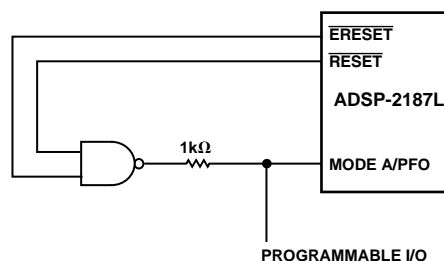 ERESET
RESET
ADSP-2187L
1kΩ
MODE A/PFO
PROGRAMMABLE I/O